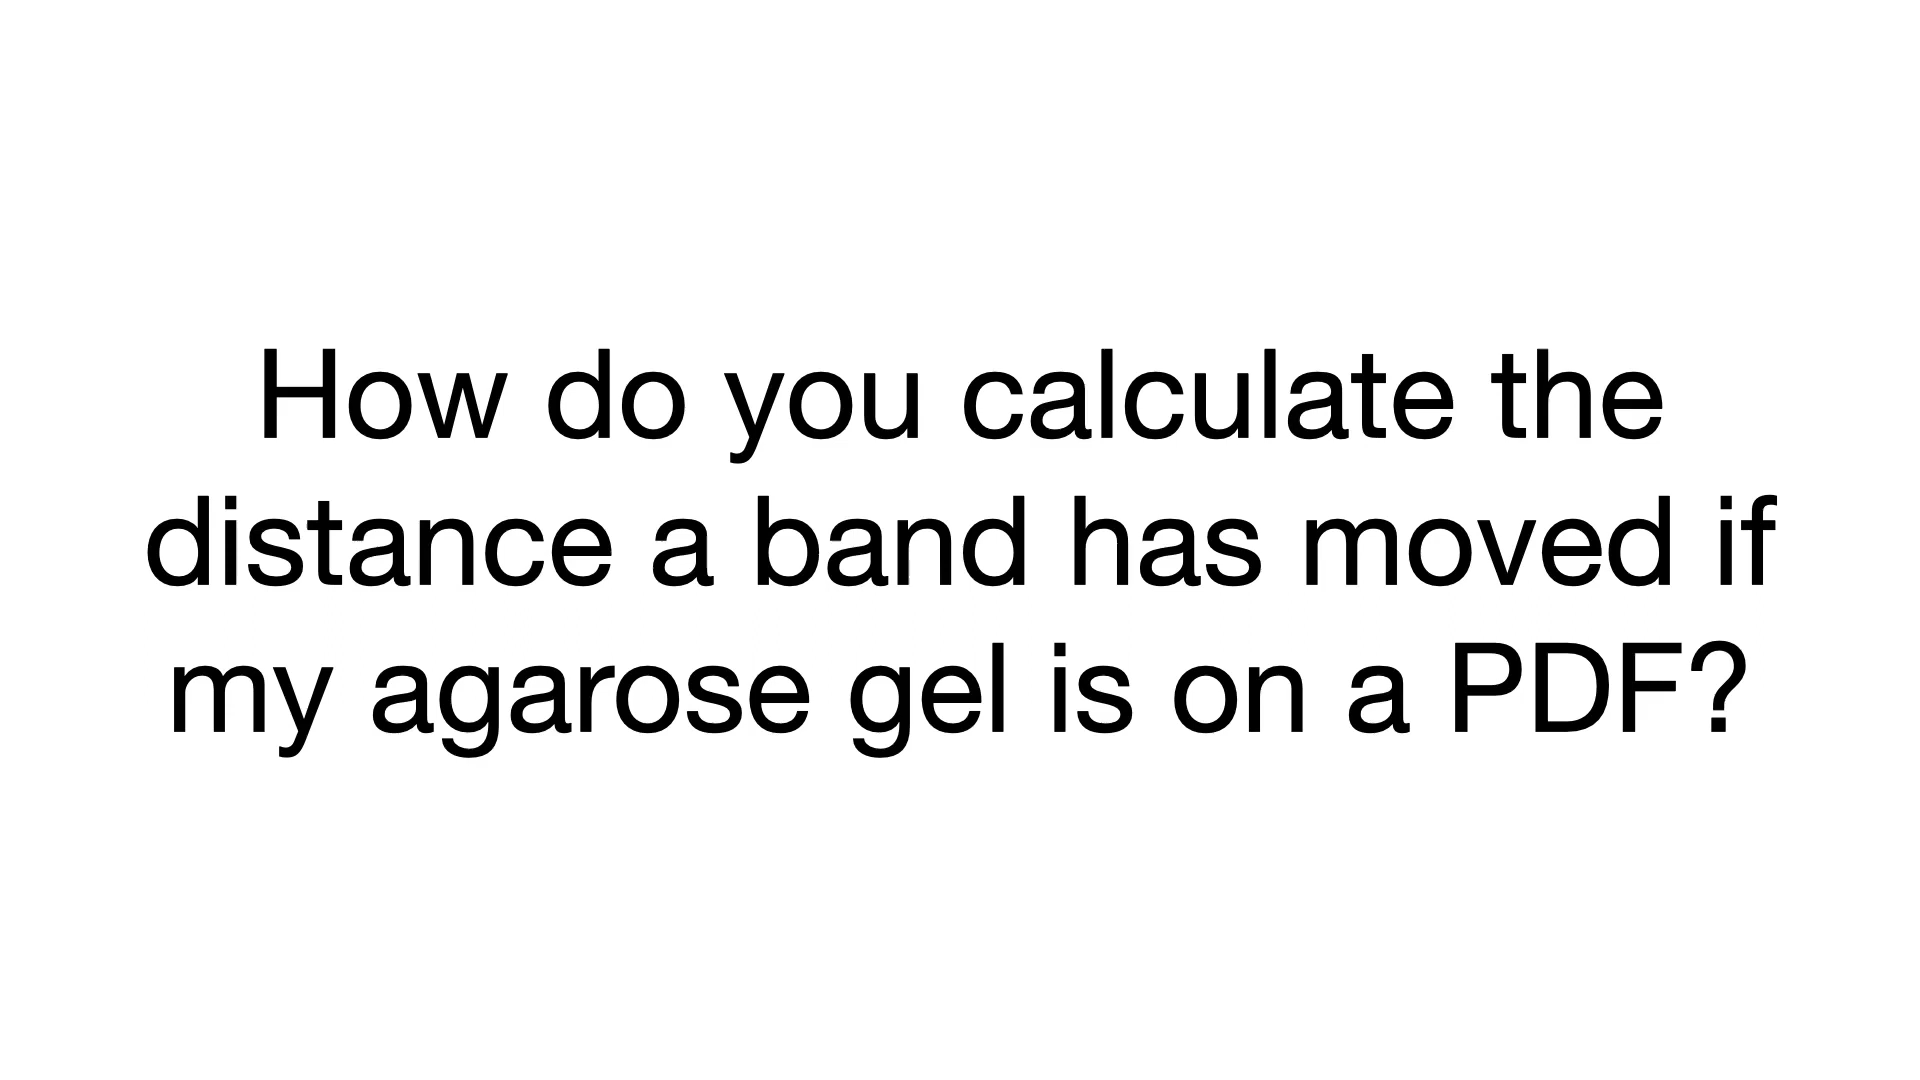 How do you calculate the
distance a band has moved if
my agarose gel is on a PDF?